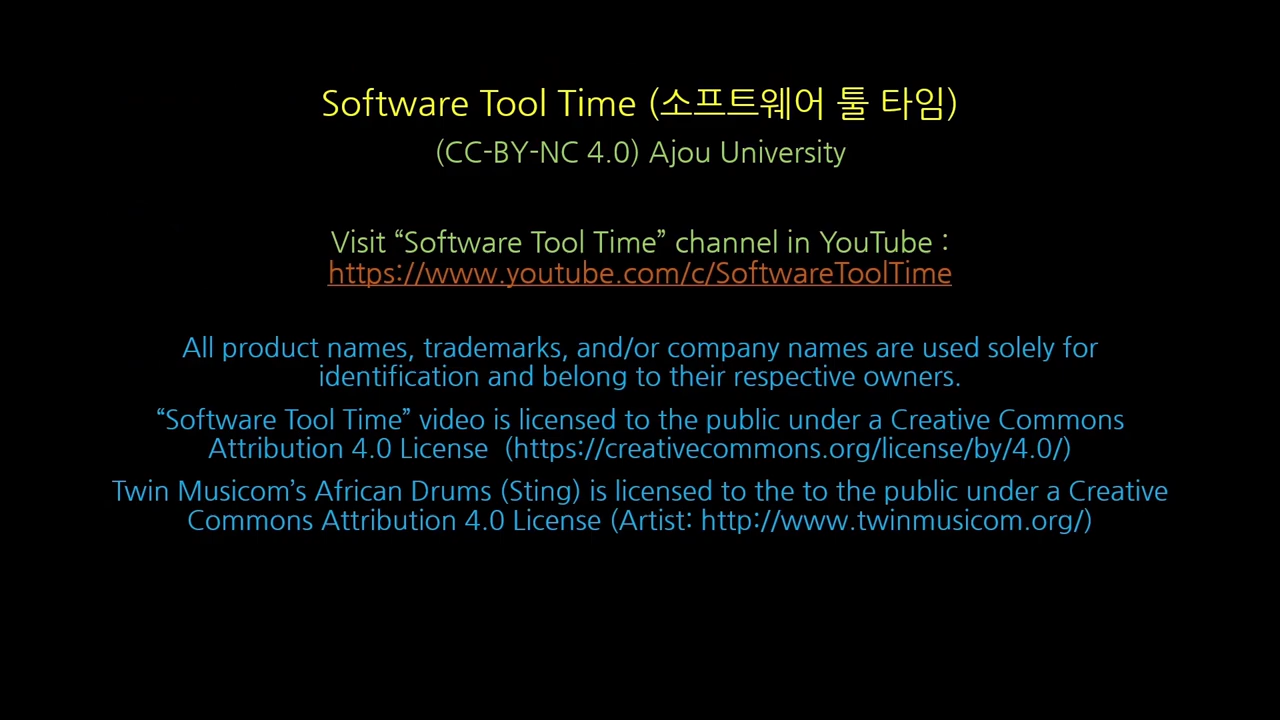 Software Tool Time (소프트웨어 툴 타임)
(CC-BY-NC 4.0) Ajou University
Visit “Software Tool Time” channel in YouTube :
https://www.youtube.com/c/SoftwareToolTime
All product names, trademarks, and/or company names are used solely for
identification and belong to their respective owners.
“Software Tool Time” video is licensed to the public under a Creative Commons
Attribution 4.0 License  (https://creativecommons.org/license/by/4.0/)
Twin Musicom’s African Drums (Sting) is licensed to the to the public under a Creative
Commons Attribution 4.0 License (Artist: http://www.twinmusicom.org/)